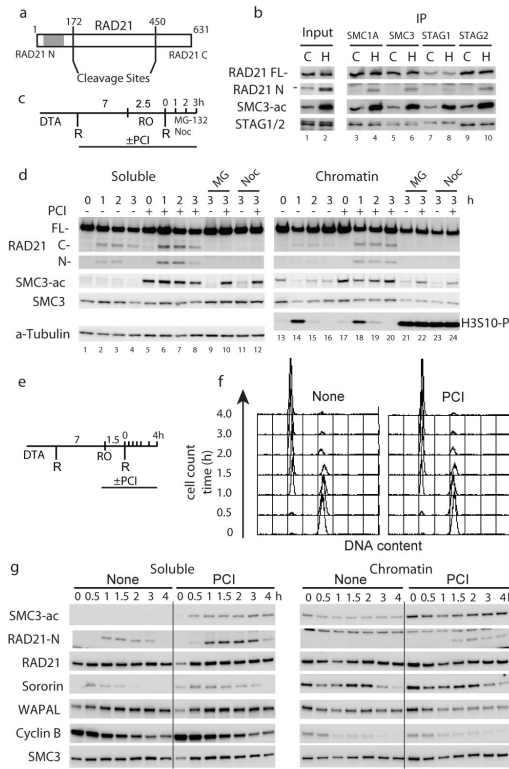 a
172 RAD21 450 631
1
RAD21 N
RAD21 C
Cleavage Sites
b
IP
Input SMC1A SMC3 STAG1 STAG2
C H C H C H C H C H
RAD21 FL-
RAD21 N -
SMC3-ac
STAG1/2
1 2 3 4 5 6 7 8 9 10
c
7 2.5 0 1 2 3h
DTA R RO R MG-132
Noc
±PCI
d
Soluble Chromatin
MG Noc MG Noc
0 1 2 3 0 1 2 3 3 3 3 3 0 1 2 3 0 1 2 3 3 3 3 3 h
PCI - - - - + + + + - + - + - - - - + + + + - + - +
FL-
RAD21 C-
N-
SMC3-ac
SMC3
H3S10-P
a-Tubulin
1 2 3 4 5 6 7 8 9 10 11 12 13 14 15 16 17 18 19 20 21 22 23 24
e
7 1.5 0 4h
DTA RO
R R
±PCI
f
None PCI
cell count
time (h)
4.0
3.0
2.0
1.5
1.0
0.5
0
DNA content
g
Soluble Chromatin
None PCI None PCI
0 0.5 1 1.5 2 3 4 0 0.5 1 1.5 2 3 4 h 0 0.5 1 1.5 2 3 4 0 0.5 1 1.5 2 3 4
SMC3-ac
RAD21-N
RAD21
Sororin
WAPAL
Cyclin B
SMC3